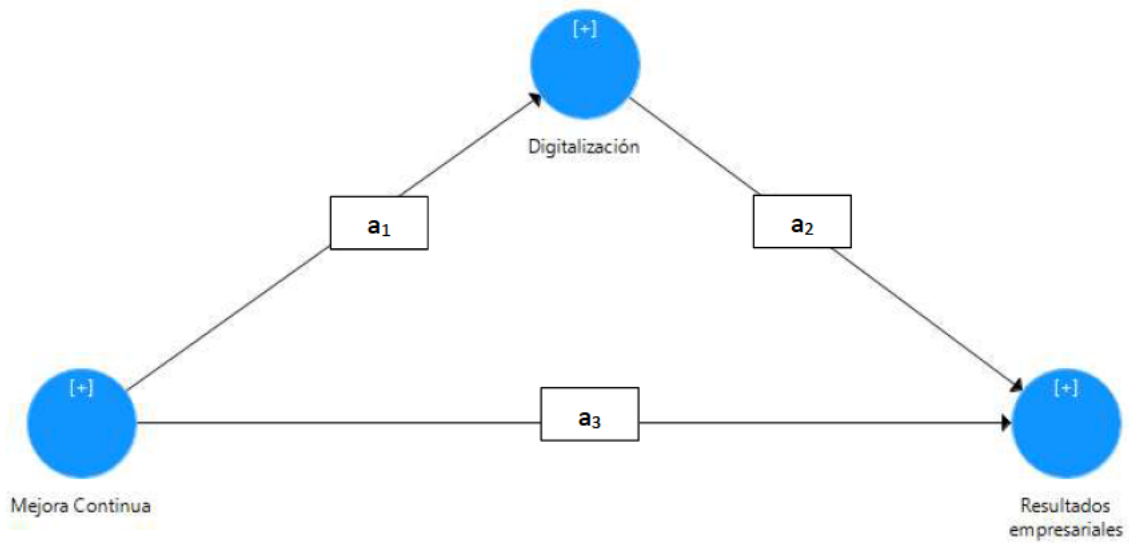 [+]
Digitalización
a₁
a₂
[+]
[+]
a₃
Mejora Continua
Resultados
empresariales